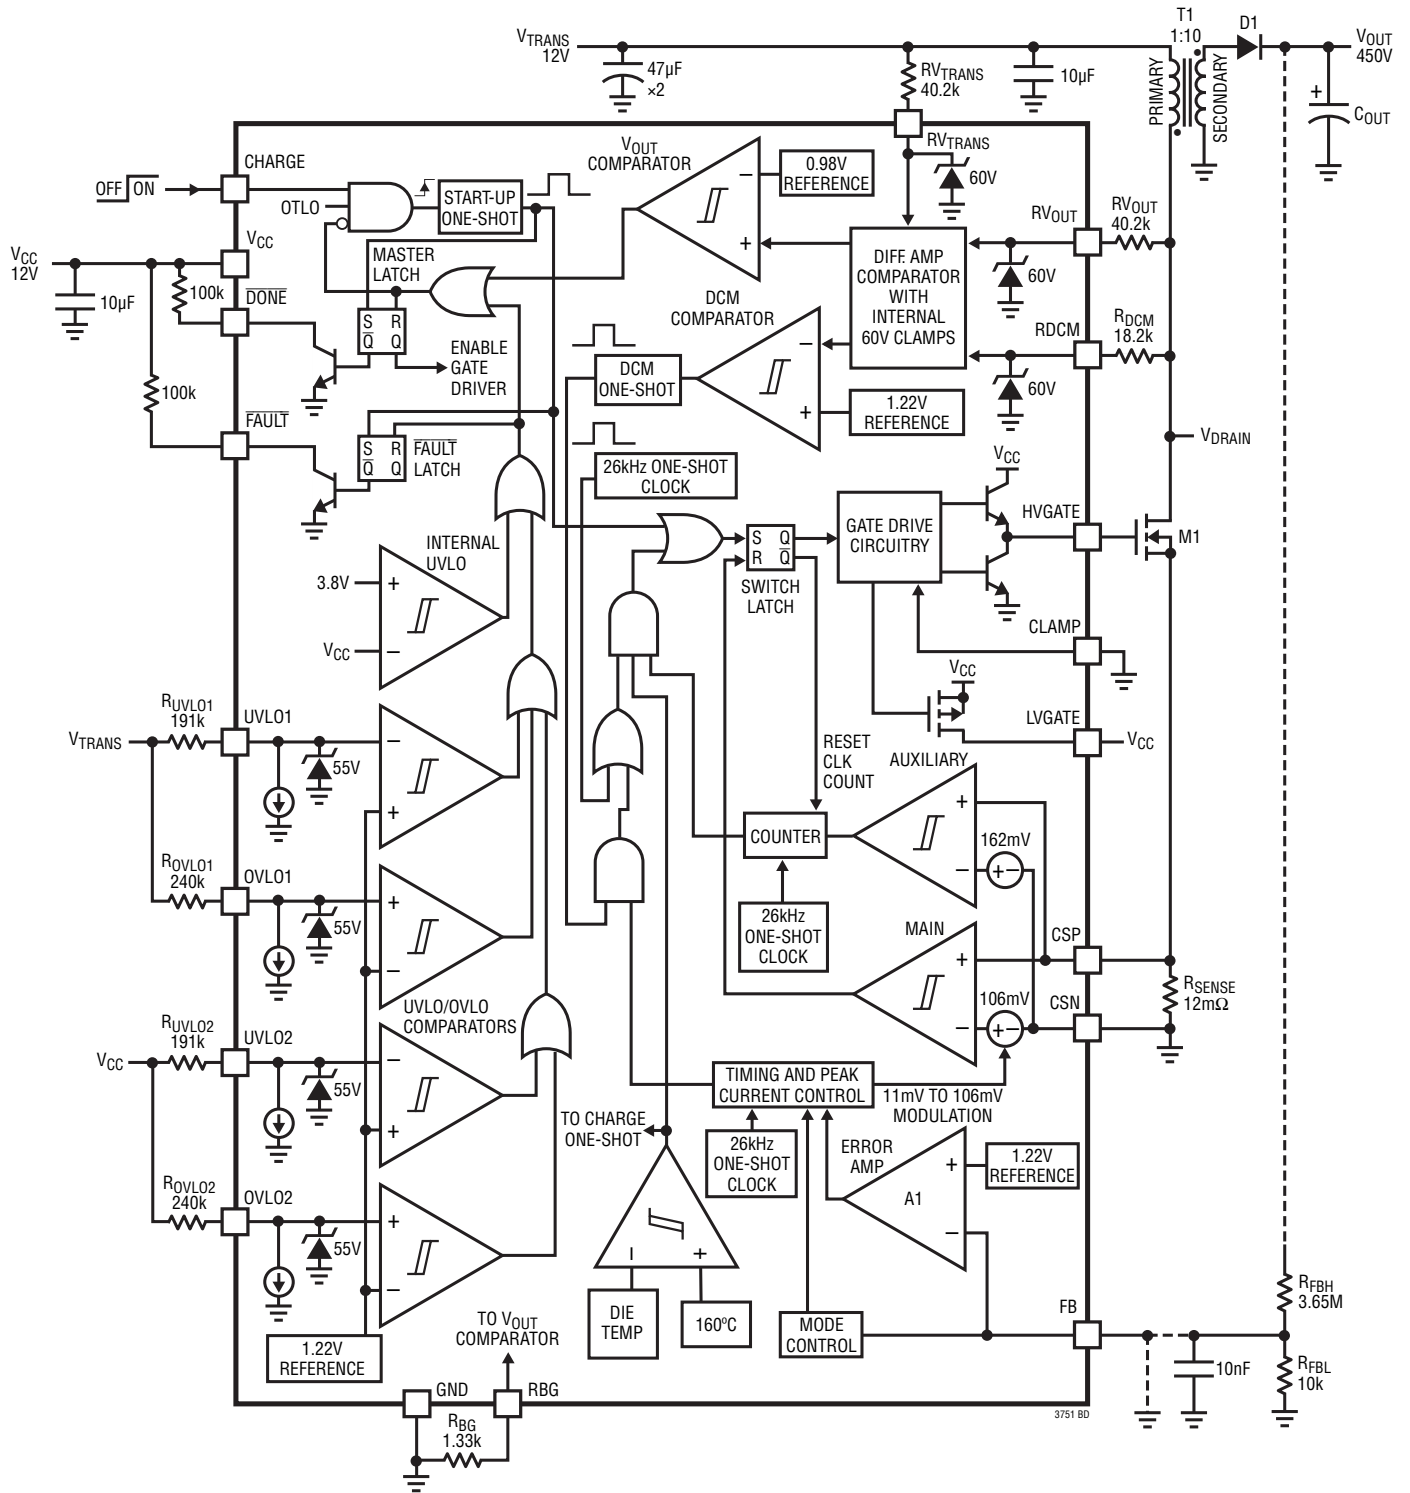 VTRANS
12V
47µF
×2
RVTRANS
40.2k
10µF
T1
1:10
PRIMARY
SECONDARY
D1
VOUT
450V
+
COUT
CHARGE
OFF
ON
OTLO
START-UP
ONE-SHOT
VOUT
COMPARATOR
−
+
0.98V
REFERENCE
RVTRANS
60V
RVOUT
RVOUT
40.2k
60V
VCC
VCC
12V
10µF
100k
DONE
MASTER
LATCH
S R
Q Q
ENABLE
GATE
DRIVER
DIFF. AMP
COMPARATOR
WITH
INTERNAL
60V CLAMPS
DCM
COMPARATOR
−
+
DCM
ONE-SHOT
1.22V
REFERENCE
RDCM
RDCM
18.2k
60V
100k
FAULT
S R
Q Q
FAULT
LATCH
26kHz ONE-SHOT
CLOCK
VDRAIN
VCC
GATE DRIVE
CIRCUITRY
HVGATE
M1
S Q
R Q
SWITCH
LATCH
INTERNAL
UVLO
3.8V
+
VCC
−
CLAMP
VCC
LVGATE
VCC
RUVLO1
191k
UVLO1
VTRANS
55V
−
+
RESET
CLK
COUNT
AUXILIARY
+
−
COUNTER
162mV
+−
ROVLO1
240k
OVLO1
55V
+
−
26kHz
ONE-SHOT
CLOCK
MAIN
+
−
106mV
+−
CSP
CSN
RSENSE
12mΩ
UVLO/OVLO
COMPARATORS
RUVLO2
191k
UVLO2
VCC
55V
−
+
TIMING AND PEAK
CURRENT CONTROL
11mV TO 106mV
MODULATION
TO CHARGE
ONE-SHOT
26kHz
ONE-SHOT
CLOCK
ERROR
AMP
A1
+
−
1.22V
REFERENCE
ROVLO2
240k
OVLO2
55V
+
−
−
+
DIE
TEMP
160ºC
MODE
CONTROL
FB
RFBH
3.65M
10nF
RFBL
10k
1.22V
REFERENCE
TO VOUT
COMPARATOR
GND
RBG
RBG
1.33k
3751 BD